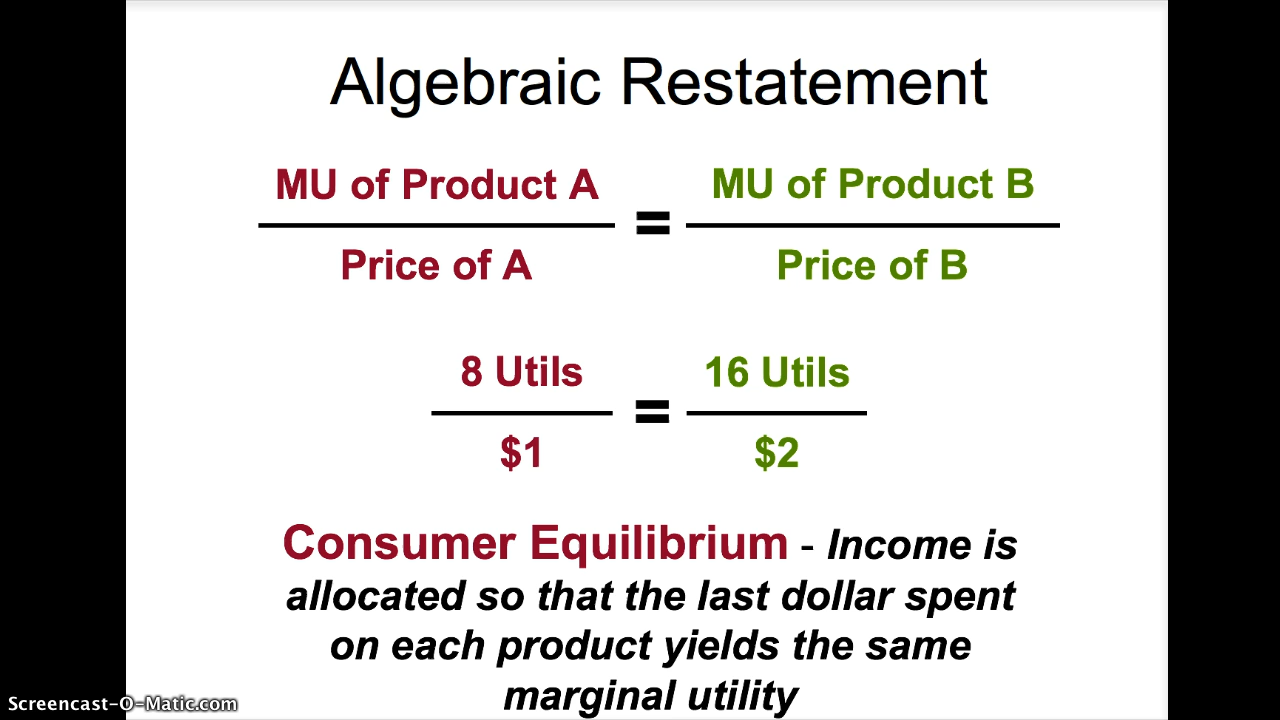 Algebraic Restatement
MU of Product A = MU of Product B
Price of A Price of B
8 Utils = 16 Utils
$1 $2
Consumer Equilibrium - Income is
allocated so that the last dollar spent
on each product yields the same
marginal utility
Screencast-O-Matic.com